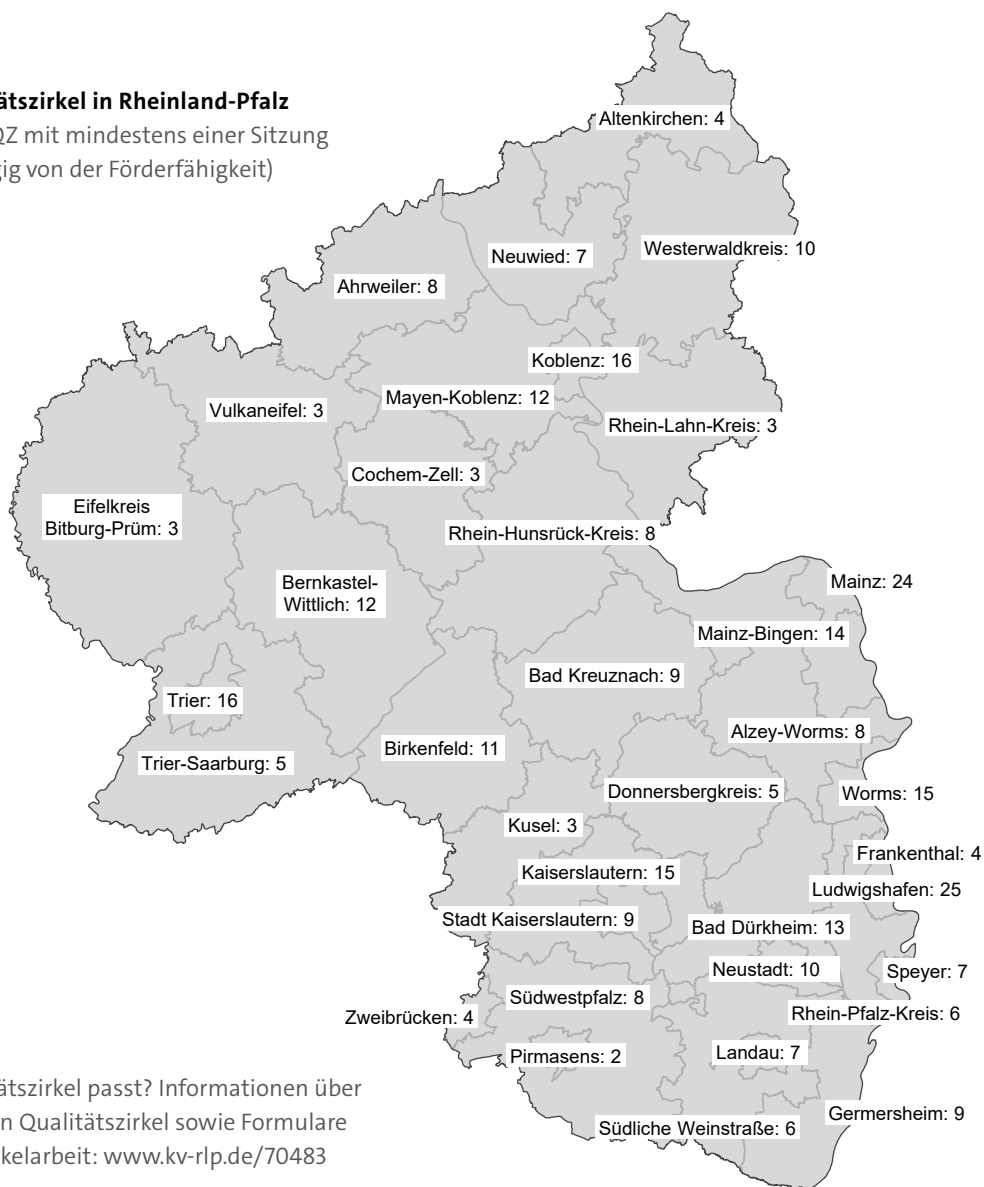 ätszirkel in Rheinland-Pfalz
QZ mit mindestens einer Sitzung
gig von der Förderfähigkeit)
Altenkirchen: 4
Westerwaldkreis: 10
Neuwied: 7
Ahrweiler: 8
Koblenz: 16
Mayen-Koblenz: 12
Vulkaneifel: 3
Rhein-Lahn-Kreis: 3
Cochem-Zell: 3
Eifelkreis
Bitburg-Prüm: 3
Rhein-Hunsrück-Kreis: 8
Bernkastel-
Wittlich: 12
Mainz: 24
Mainz-Bingen: 14
Bad Kreuznach: 9
Trier: 16
Alzey-Worms: 8
Birkenfeld: 11
Trier-Saarburg: 5
Donnersbergkreis: 5
Worms: 15
Kusel: 3
Frankenthal: 4
Kaiserslautern: 15
Ludwigshafen: 25
Stadt Kaiserslautern: 9
Bad Dürkheim: 13
Neustadt: 10
Speyer: 7
Südwestpfalz: 8
Zweibrücken: 4
Rhein-Pfalz-Kreis: 6
Pirmasens: 2
Landau: 7
Germersheim: 9
Südliche Weinstraße: 6
ätszirkel passt? Informationen über
n Qualitätszirkel sowie Formulare
kelarbeit: www.kv-rlp.de/70483